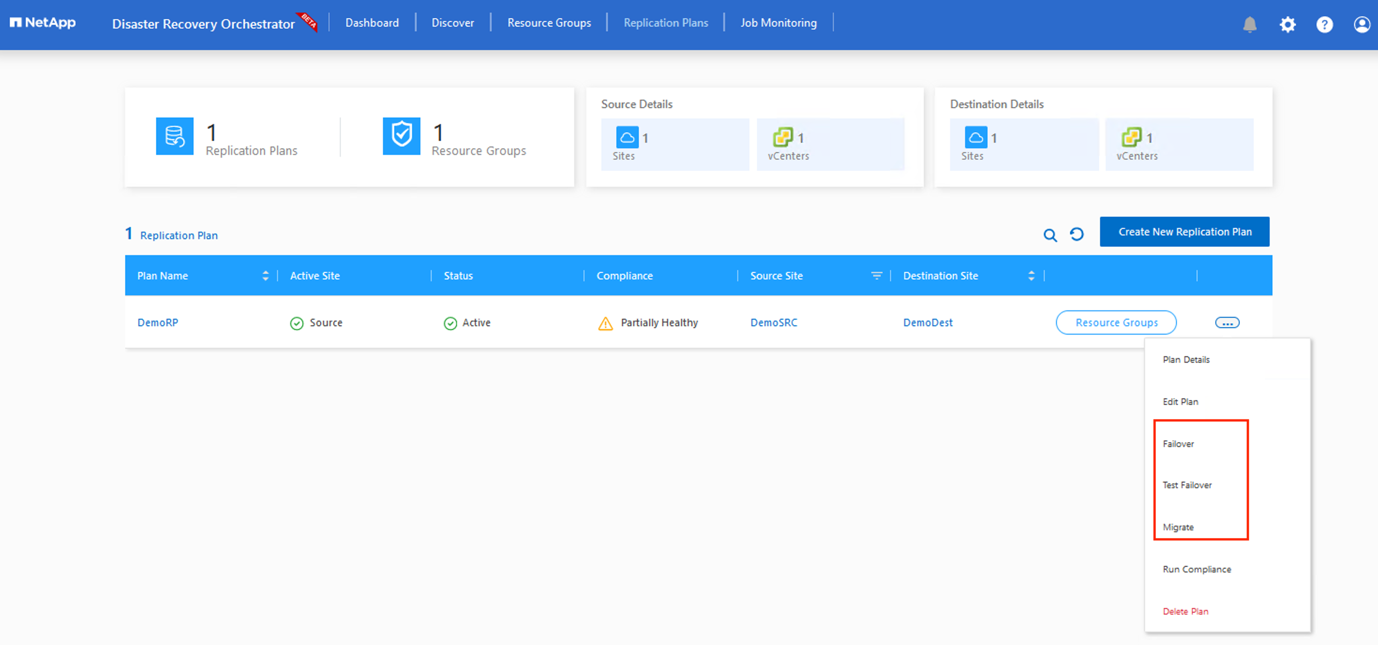 NetApp Disaster Recovery Orchestrator BETA Dashboard Discover Resource Groups Replication Plans Job Monitoring
Source Details
Destination Details
1
Replication Plans
1
Resource Groups
1
Sites
1
vCenters
1
Sites
1
vCenters
1 Replication Plan
Create New Replication Plan
Plan Name Active Site Status Compliance Source Site Destination Site
DemoRP Source Active Partially Healthy DemoSRC DemoDest Resource Groups ...
Plan Details
Edit Plan
Failover
Test Failover
Migrate
Run Compliance
Delete Plan